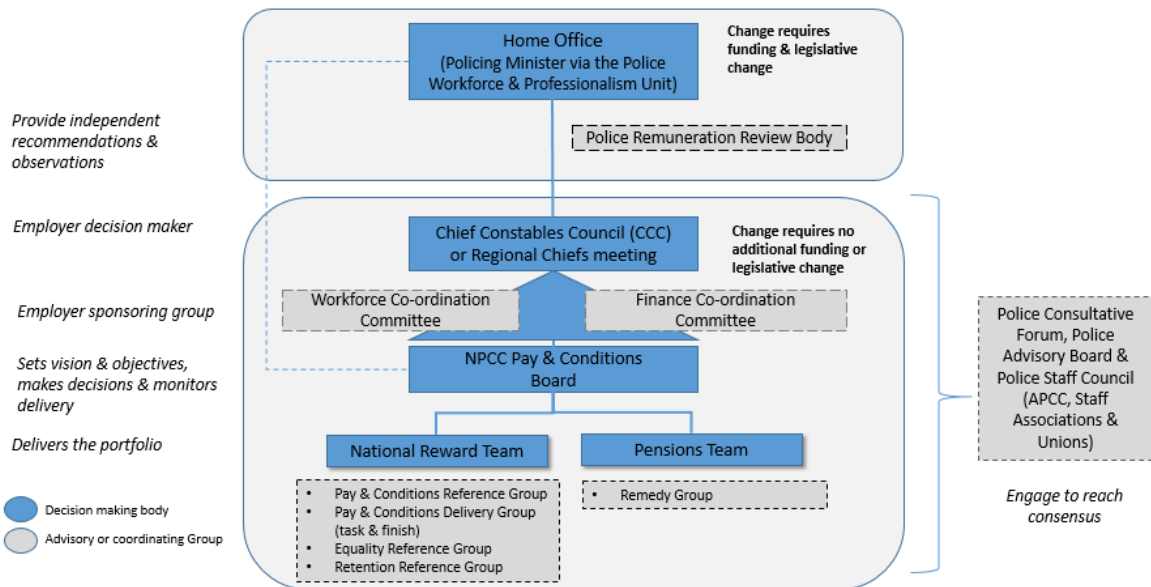 Home Office
(Policing Minister via the Police
Workforce & Professionalism Unit)
Change requires
funding & legislative
change
Provide independent
recommendations &
observations
Police Remuneration Review Body
Employer decision maker
Chief Constables Council (CCC)
or Regional Chiefs meeting
Change requires no
additional funding or
legislative change
Employer sponsoring group
Workforce Co-ordination
Committee
Finance Co-ordination
Committee
Sets vision & objectives,
makes decisions & monitors
delivery
NPCC Pay & Conditions
Board
Police Consultative
Forum, Police
Advisory Board &
Police Staff Council
(APCC, Staff
Associations &
Unions)
Delivers the portfolio
National Reward Team
Pensions Team
• Pay & Conditions Reference Group
• Pay & Conditions Delivery Group
(task & finish)
• Equality Reference Group
• Retention Reference Group
• Remedy Group
Engage to reach
consensus
Decision making body
Advisory or coordinating Group